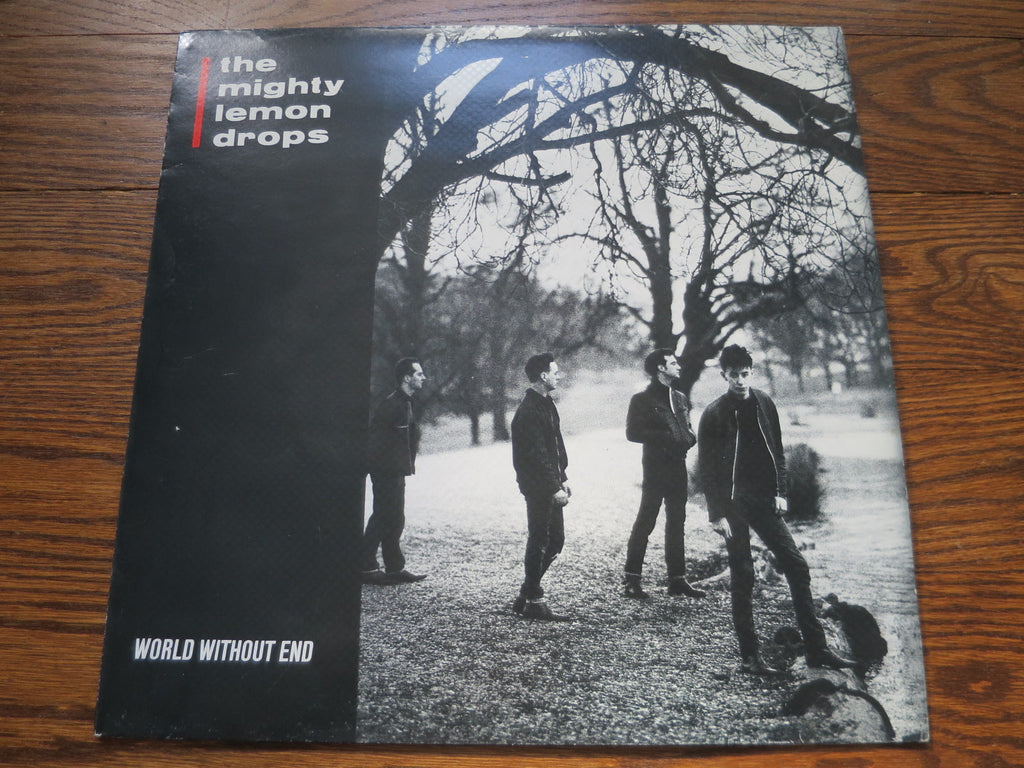 the
mighty
lemon
drops
WORLD WITHOUT END